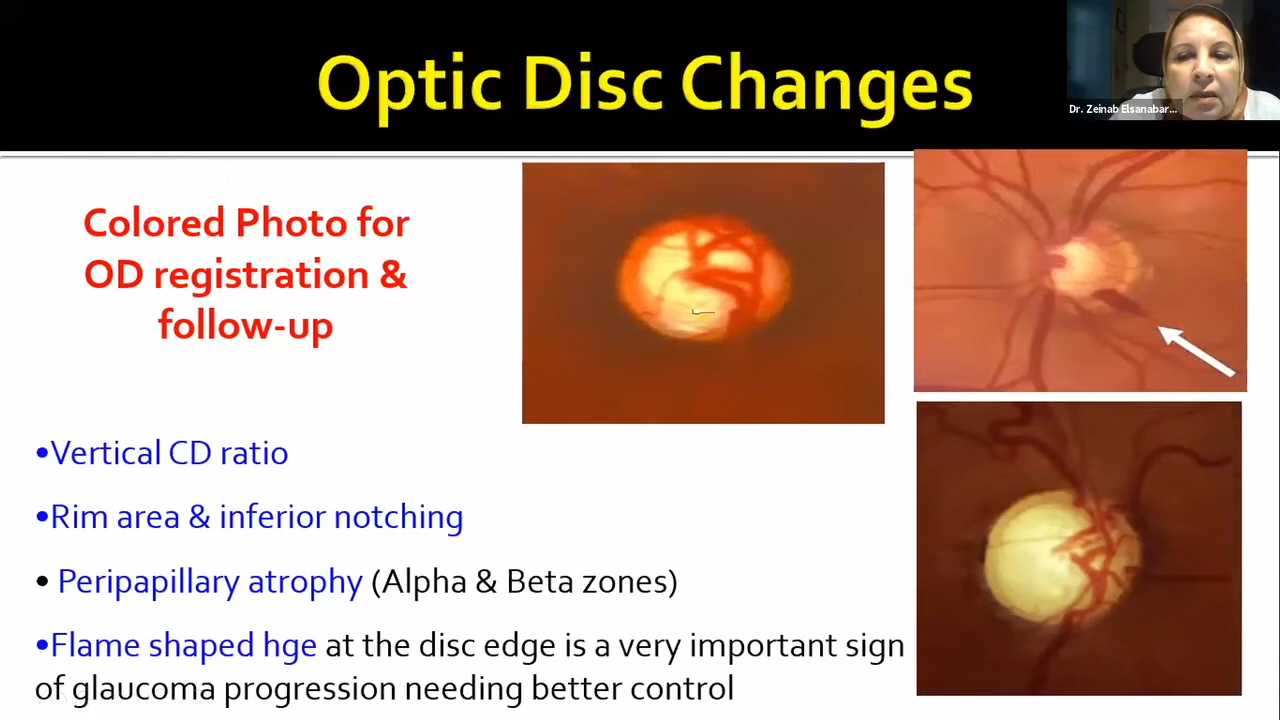 Optic Disc Changes
Dr. Zeinab Elsanabar...
Colored Photo for
OD registration &
follow-up
•Vertical CD ratio
•Rim area & inferior notching
• Peripapillary atrophy (Alpha & Beta zones)
•Flame shaped hge at the disc edge is a very important sign
of glaucoma progression needing better control